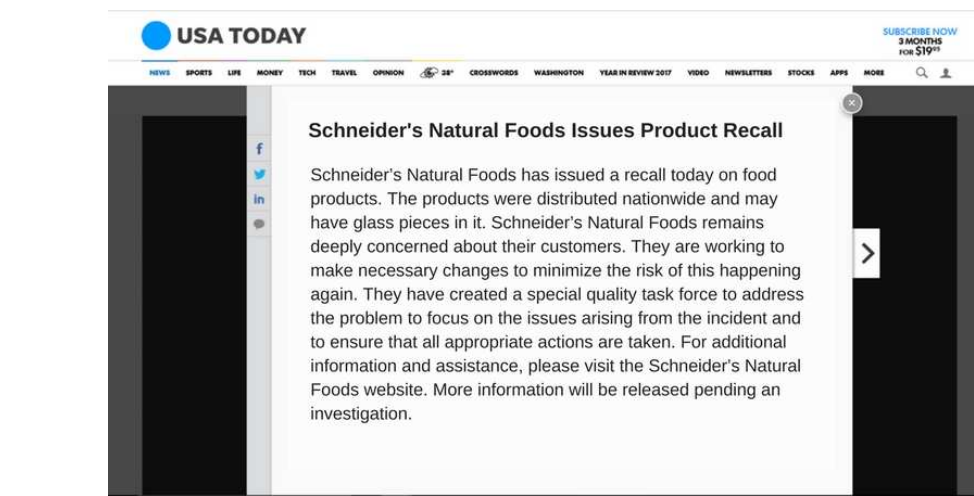 USA TODAY
SUBSCRIBE NOW
3 MONTHS
FOR $19⁹⁵
NEWS SPORTS LIFE MONEY TECH TRAVEL OPINION 38° CROSSWORDS WASHINGTON YEAR IN REVIEW 2017 VIDEO NEWSLETTERS STOCKS APPS MORE
Schneider's Natural Foods Issues Product Recall
Schneider's Natural Foods has issued a recall today on food
products. The products were distributed nationwide and may
have glass pieces in it. Schneider's Natural Foods remains
deeply concerned about their customers. They are working to
make necessary changes to minimize the risk of this happening
again. They have created a special quality task force to address
the problem to focus on the issues arising from the incident and
to ensure that all appropriate actions are taken. For additional
information and assistance, please visit the Schneider's Natural
Foods website. More information will be released pending an
investigation.